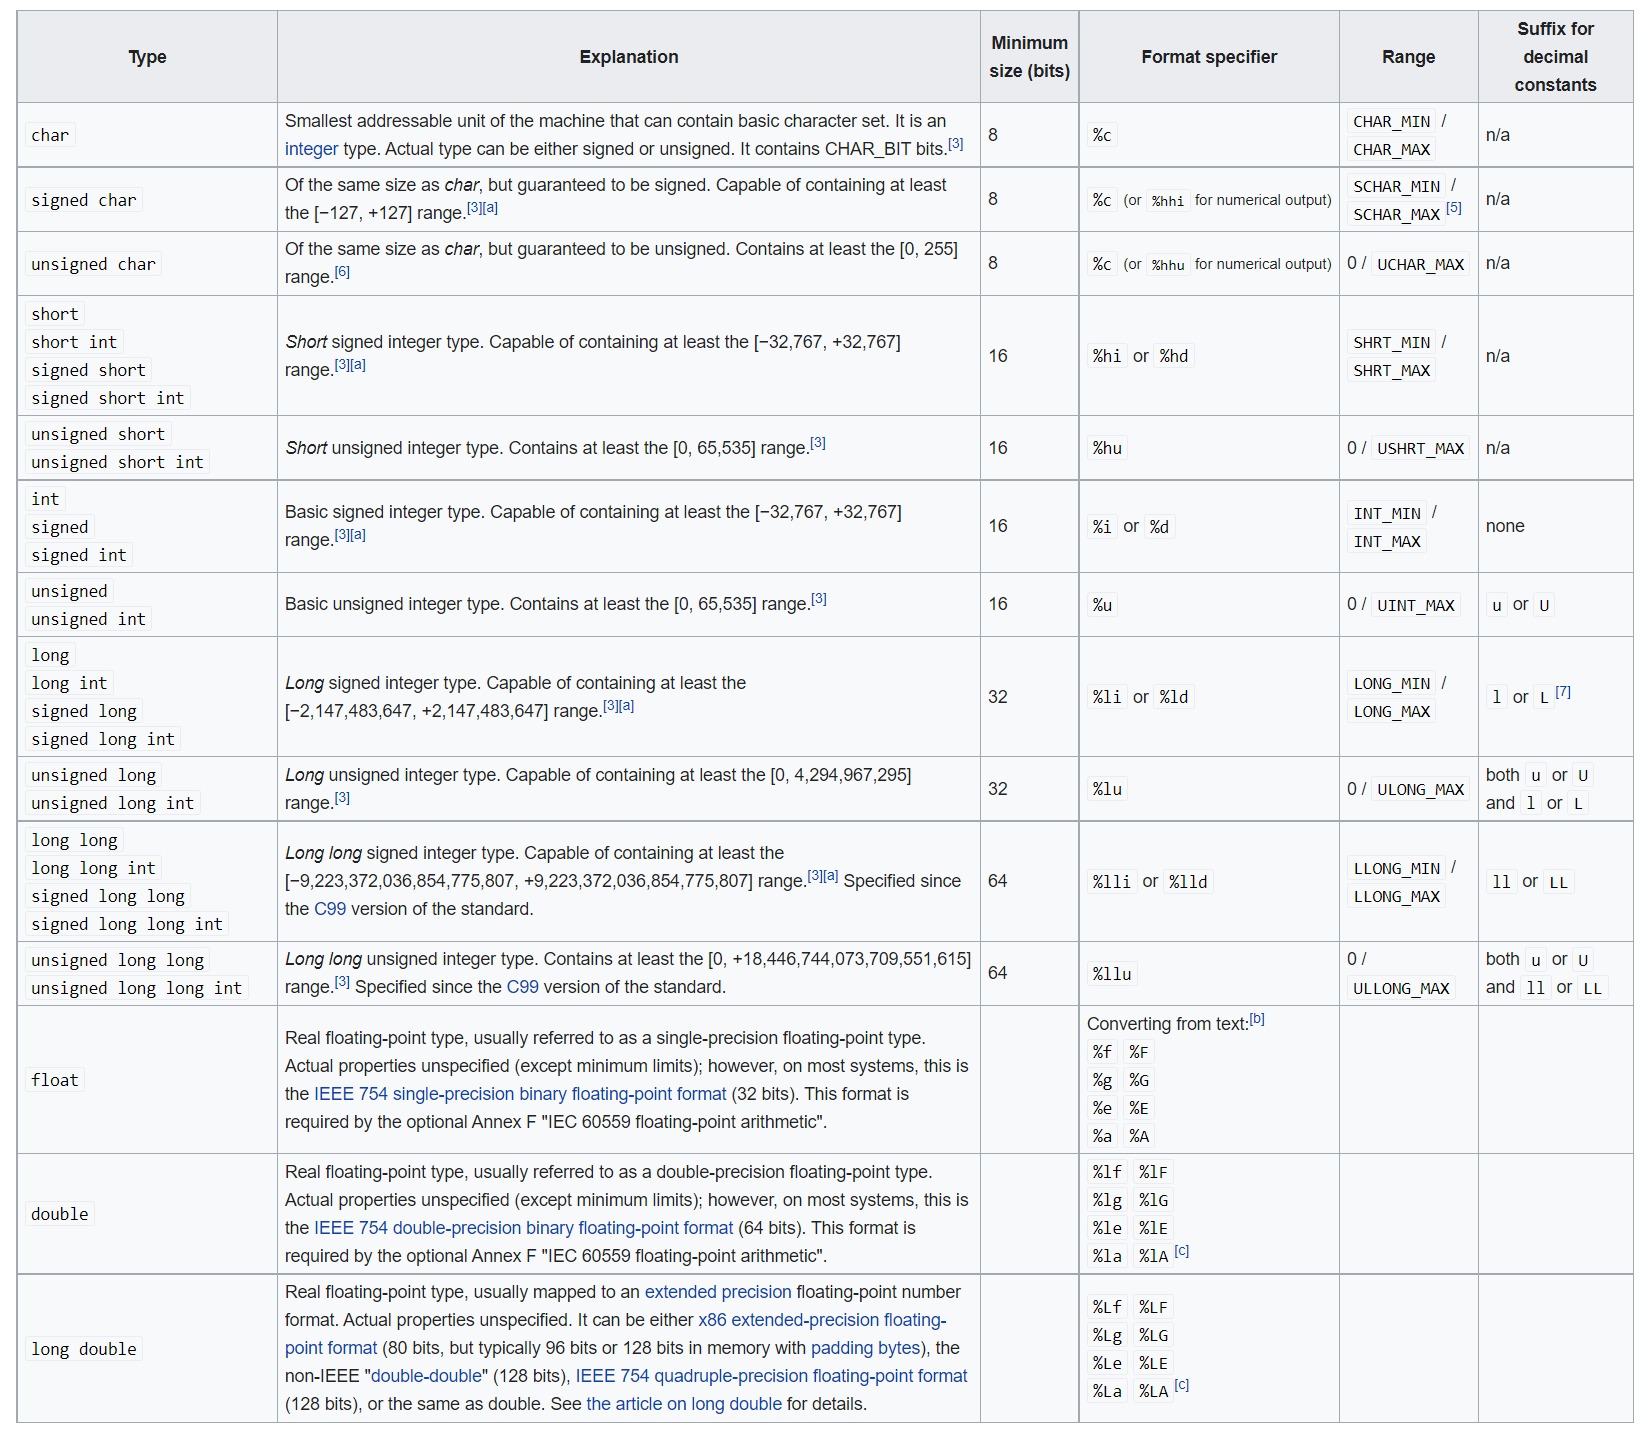 Type
Explanation
Minimum
size (bits)
Format specifier
Range
Suffix for
decimal
constants
char
Smallest addressable unit of the machine that can contain basic character set. It is an
integer type. Actual type can be either signed or unsigned. It contains CHAR_BIT bits.[3]
8
%c
CHAR_MIN /
CHAR_MAX
n/a
signed char
Of the same size as char, but guaranteed to be signed. Capable of containing at least
the [−127, +127] range.[3][a]
8
%c (or %hhi for numerical output)
SCHAR_MIN /
SCHAR_MAX [5]
n/a
unsigned char
Of the same size as char, but guaranteed to be unsigned. Contains at least the [0, 255]
range.[6]
8
%c (or %hhu for numerical output)
0 / UCHAR_MAX
n/a
short
short int
signed short
signed short int
Short signed integer type. Capable of containing at least the [−32,767, +32,767]
range.[3][a]
16
%hi or %hd
SHRT_MIN /
SHRT_MAX
n/a
unsigned short
unsigned short int
Short unsigned integer type. Contains at least the [0, 65,535] range.[3]
16
%hu
0 / USHRT_MAX
n/a
int
signed
signed int
Basic signed integer type. Capable of containing at least the [−32,767, +32,767]
range.[3][a]
16
%i or %d
INT_MIN /
INT_MAX
none
unsigned
unsigned int
Basic unsigned integer type. Contains at least the [0, 65,535] range.[3]
16
%u
0 / UINT_MAX
u or U
long
long int
signed long
signed long int
Long signed integer type. Capable of containing at least the
[−2,147,483,647, +2,147,483,647] range.[3][a]
32
%li or %ld
LONG_MIN /
LONG_MAX
l or L [7]
unsigned long
unsigned long int
Long unsigned integer type. Capable of containing at least the [0, 4,294,967,295]
range.[3]
32
%lu
0 / ULONG_MAX
both u or U
and l or L
long long
long long int
signed long long
signed long long int
Long long signed integer type. Capable of containing at least the
[−9,223,372,036,854,775,807, +9,223,372,036,854,775,807] range.[3][a] Specified since
the C99 version of the standard.
64
%lli or %lld
LLONG_MIN /
LLONG_MAX
ll or LL
unsigned long long
unsigned long long int
Long long unsigned integer type. Contains at least the [0, +18,446,744,073,709,551,615]
range.[3] Specified since the C99 version of the standard.
64
%llu
0 /
ULLONG_MAX
both u or U
and ll or LL
float
Real floating-point type, usually referred to as a single-precision floating-point type.
Actual properties unspecified (except minimum limits); however, on most systems, this is
the IEEE 754 single-precision binary floating-point format (32 bits). This format is
required by the optional Annex F "IEC 60559 floating-point arithmetic".
Converting from text:[b]
%f %F
%g %G
%e %E
%a %A
double
Real floating-point type, usually referred to as a double-precision floating-point type.
Actual properties unspecified (except minimum limits); however, on most systems, this is
the IEEE 754 double-precision binary floating-point format (64 bits). This format is
required by the optional Annex F "IEC 60559 floating-point arithmetic".
%lf %lF
%lg %lG
%le %lE
%la %lA [c]
long double
Real floating-point type, usually mapped to an extended precision floating-point number
format. Actual properties unspecified. It can be either x86 extended-precision floating-
point format (80 bits, but typically 96 bits or 128 bits in memory with padding bytes), the
non-IEEE "double-double" (128 bits), IEEE 754 quadruple-precision floating-point format
(128 bits), or the same as double. See the article on long double for details.
%Lf %LF
%Lg %LG
%Le %LE
%La %LA [c]